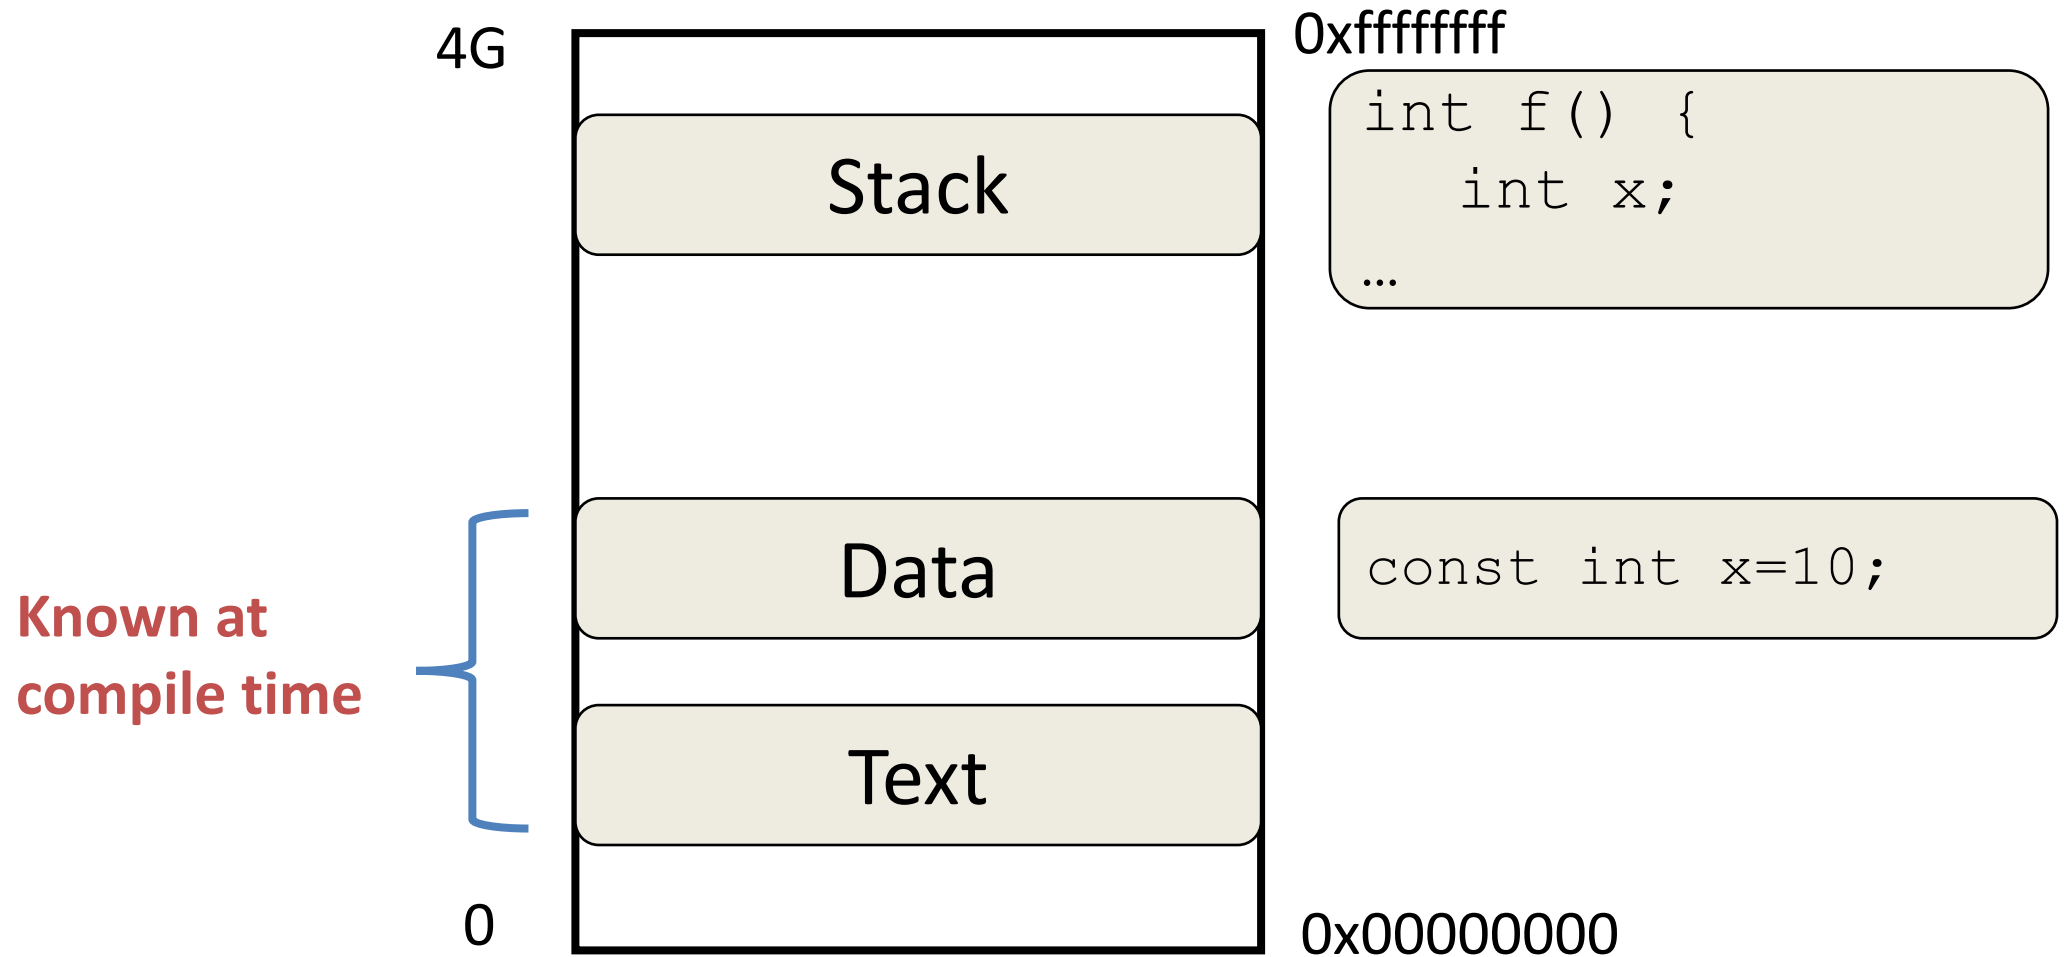 4G
0xffffffff
Stack
int f() {
int x;
…
Data
const int x=10;
Known at
compile time
Text
0
0x00000000